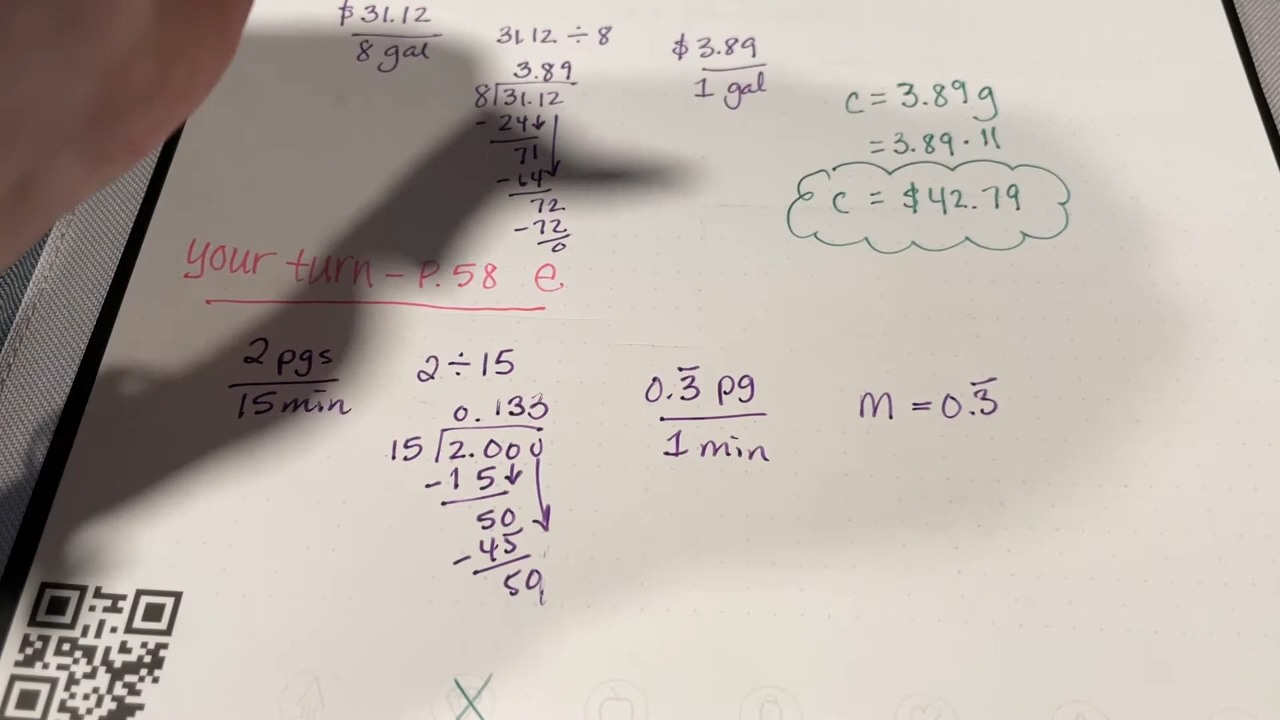 $31.12
8 gal
31.12 ÷ 8
3.89
8 31.12
- 24
71
- 64
72
- 72
0
$3.89
1 gal
c = 3.89g
= 3.89 · 11
c = $42.79
your turn - P.58 e
2 pgs
15 min
2 ÷ 15
0.133
15 2.000
- 1 5
50
- 45
50
0.3̅ pg
1 min
m = 0.3̅
X